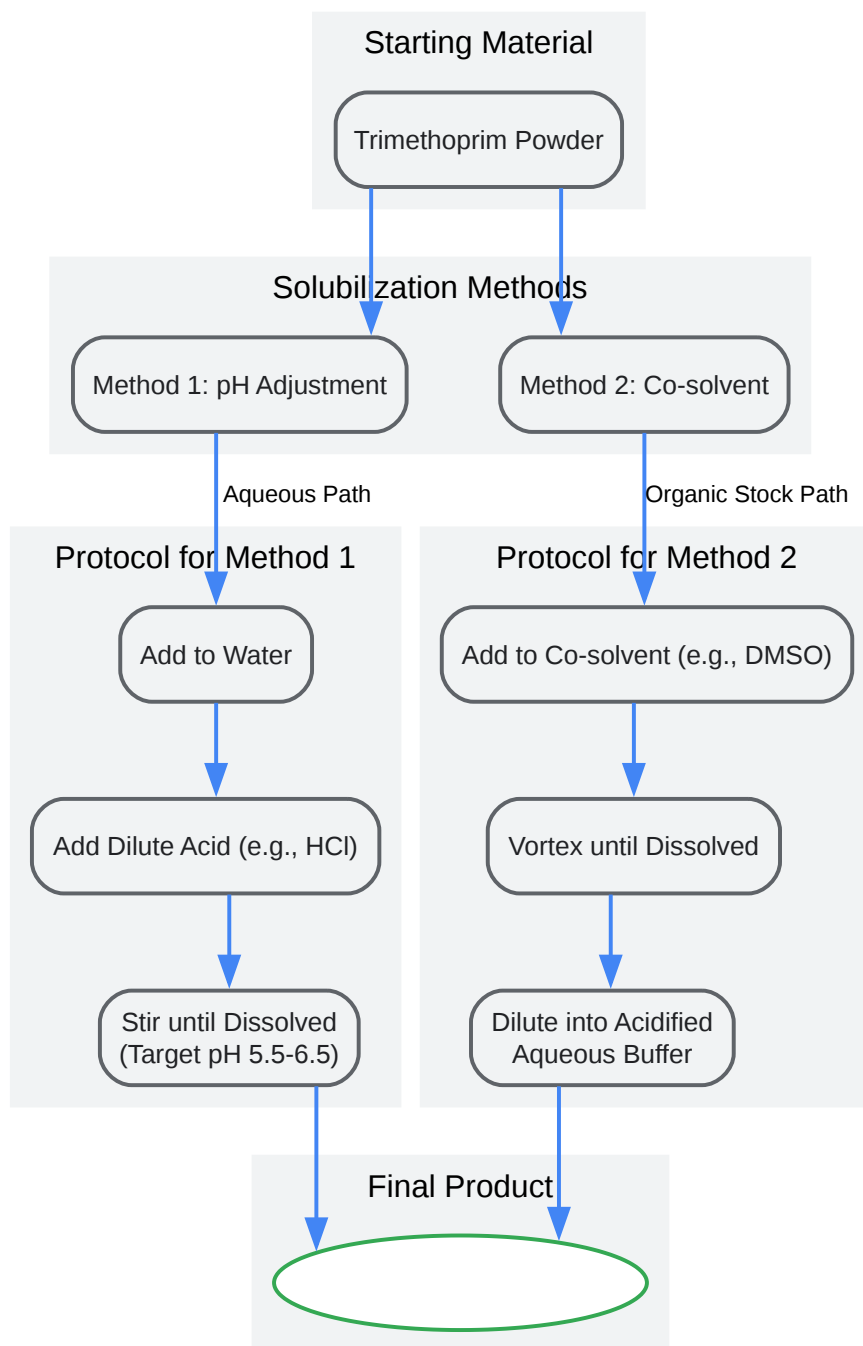 Starting Material
Trimethoprim Powder
Solubilization Methods
Method 1: pH Adjustment
Method 2: Co-solvent
Aqueous Path
Organic Stock Path
Protocol for Method 1
Protocol for Method 2
Add to Water
Add to Co-solvent (e.g., DMSO)
Add Dilute Acid (e.g., HCl)
Vortex until Dissolved
Stir until Dissolved
(Target pH 5.5-6.5)
Dilute into Acidified
Aqueous Buffer
Final Product